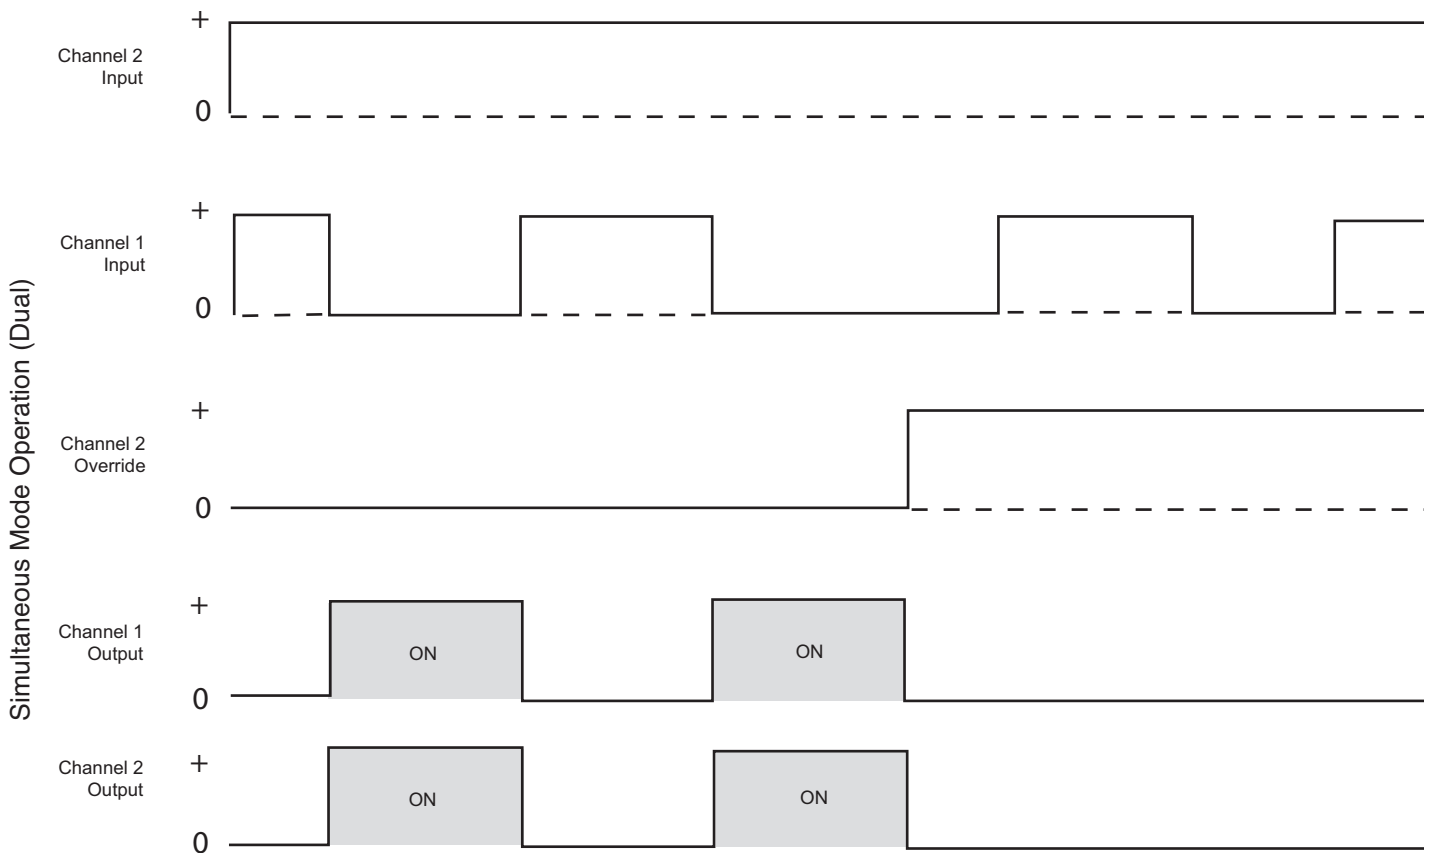 Simultaneous Mode Operation (Dual)
+
Channel 2
Input
0
+
Channel 1
Input
0
+
Channel 2
Override
0
+
Channel 1
Output
ON
ON
0
+
Channel 2
Output
ON
ON
0